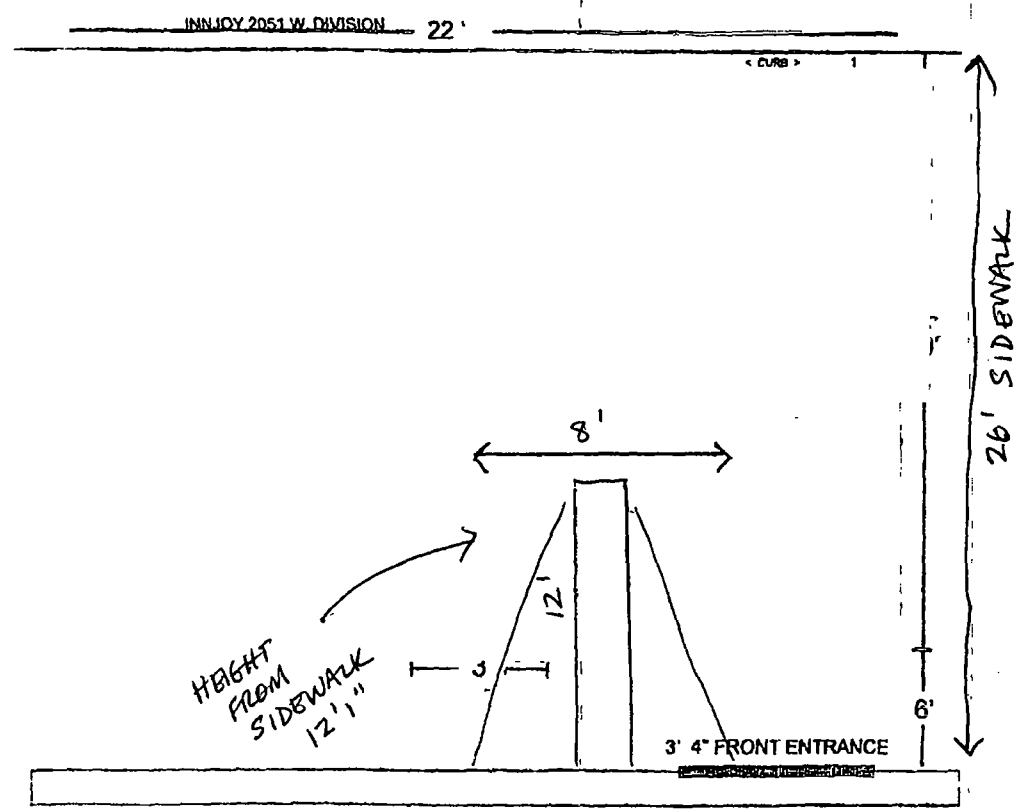 INNJOY 2051 W. DIVISION
22'
< CURB >
1
26' SIDEWALK
8'
12'
HEIGHT
FROM
SIDEWALK
12'1"
6'
3' 4" FRONT ENTRANCE